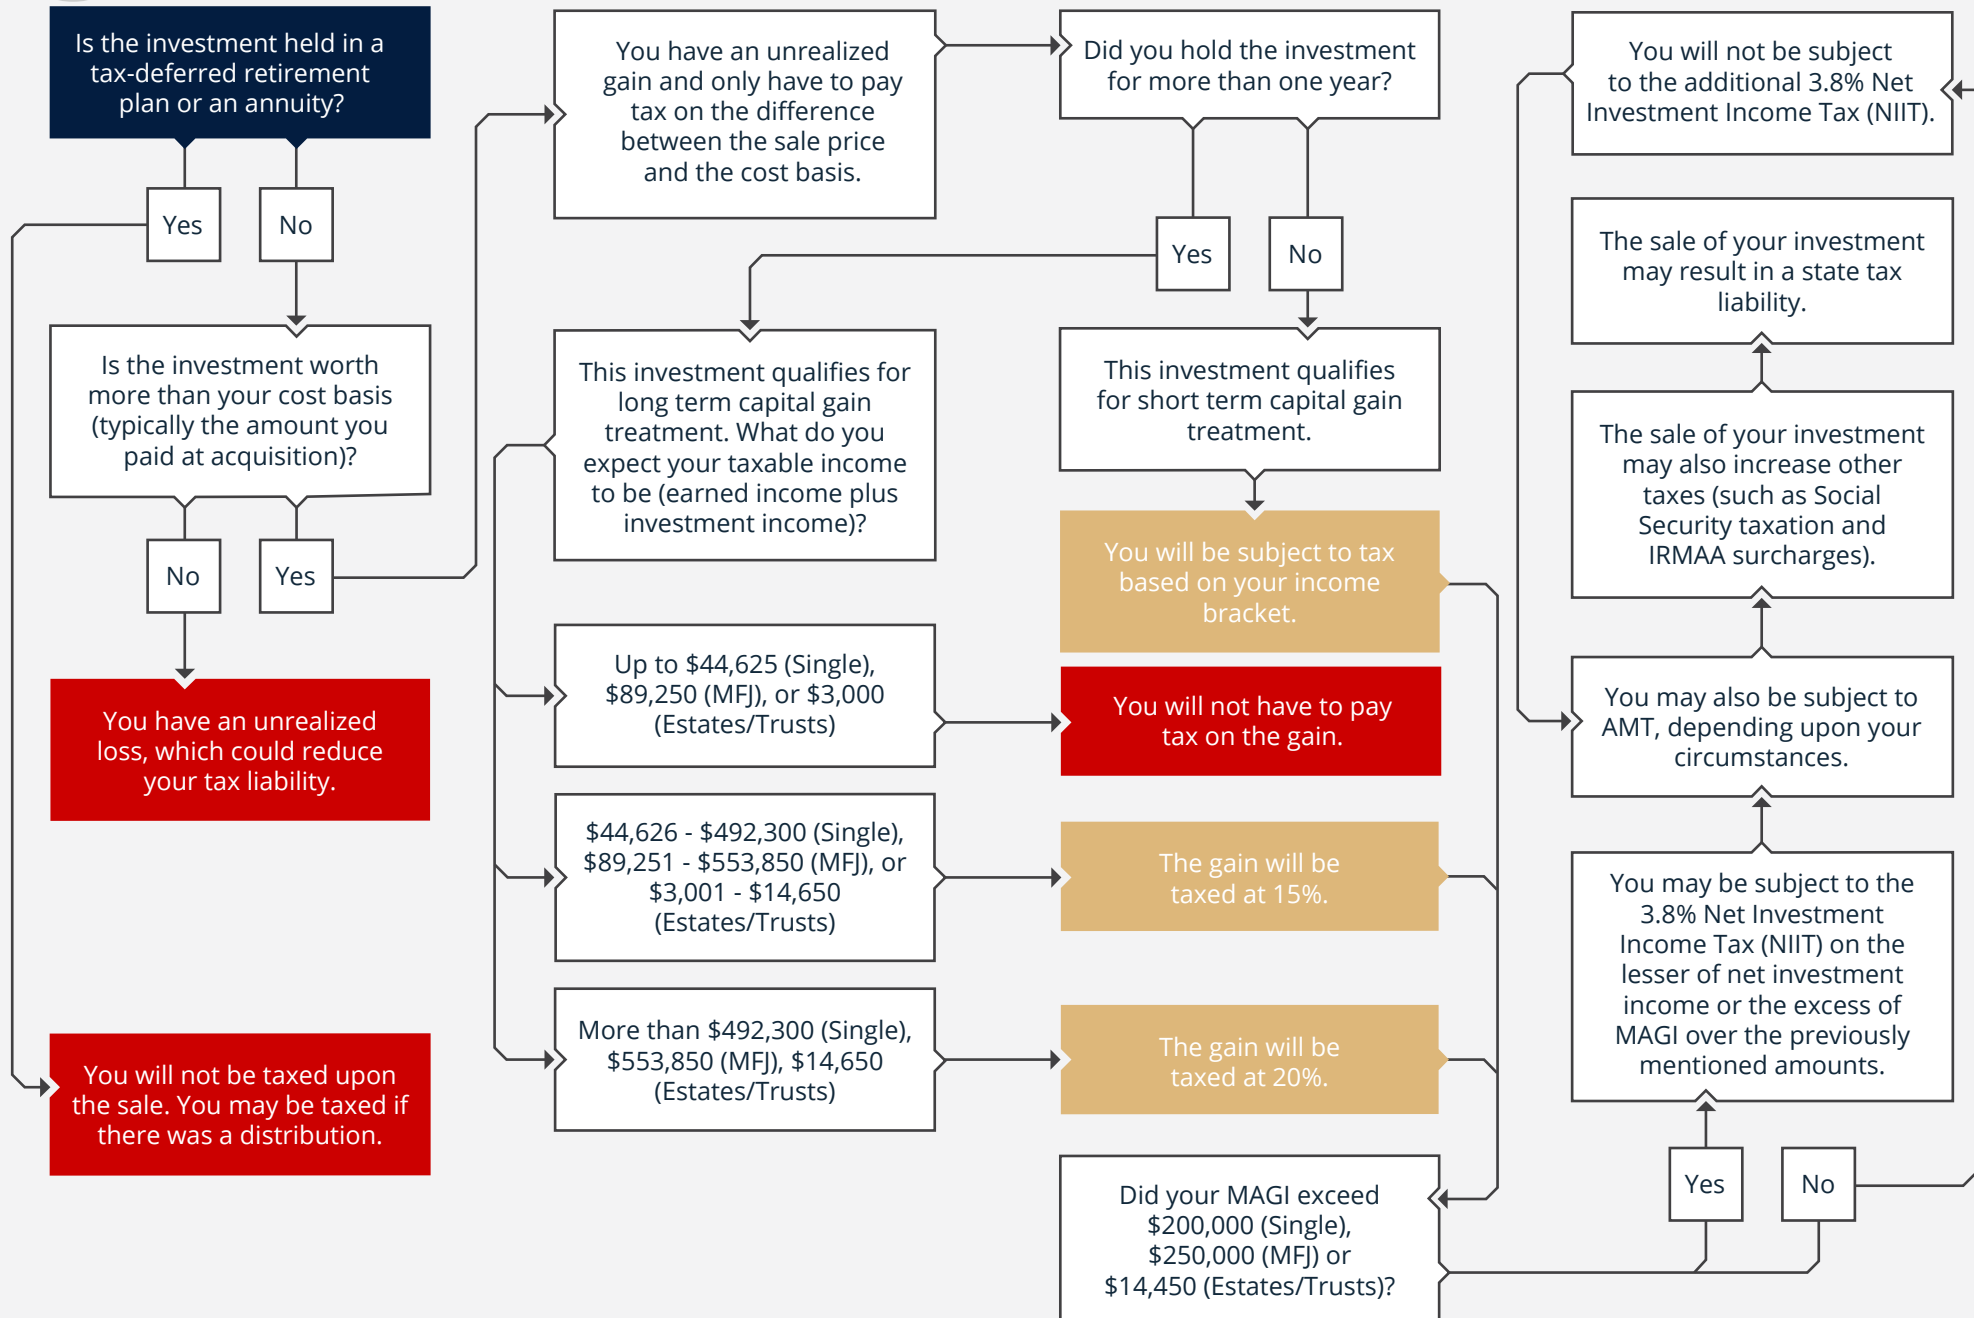 Is the investment held in a
tax-deferred retirement
plan or an annuity?
Yes
No
Is the investment worth
more than your cost basis
(typically the amount you
paid at acquisition)?
No
Yes
You have an unrealized
loss, which could reduce
your tax liability.
You will not be taxed upon
the sale. You may be taxed if
there was a distribution.
You have an unrealized
gain and only have to pay
tax on the difference
between the sale price
and the cost basis.
Did you hold the investment
for more than one year?
Yes
No
This investment qualifies for
long term capital gain
treatment. What do you
expect your taxable income
to be (earned income plus
investment income)?
This investment qualifies
for short term capital gain
treatment.
You will be subject to tax
based on your income
bracket.
Up to $44,625 (Single),
$89,250 (MFJ), or $3,000
(Estates/Trusts)
You will not have to pay
tax on the gain.
$44,626 - $492,300 (Single),
$89,251 - $553,850 (MFJ), or
$3,001 - $14,650
(Estates/Trusts)
The gain will be
taxed at 15%.
More than $492,300 (Single),
$553,850 (MFJ), $14,650
(Estates/Trusts)
The gain will be
taxed at 20%.
Did your MAGI exceed
$200,000 (Single),
$250,000 (MFJ) or
$14,450 (Estates/Trusts)?
Yes
No
You may be subject to the
3.8% Net Investment
Income Tax (NIIT) on the
lesser of net investment
income or the excess of
MAGI over the previously
mentioned amounts.
You will not be subject
to the additional 3.8% Net
Investment Income Tax (NIIT).
You may also be subject to
AMT, depending upon your
circumstances.
The sale of your investment
may also increase other
taxes (such as Social
Security taxation and
IRMAA surcharges).
The sale of your investment
may result in a state tax
liability.